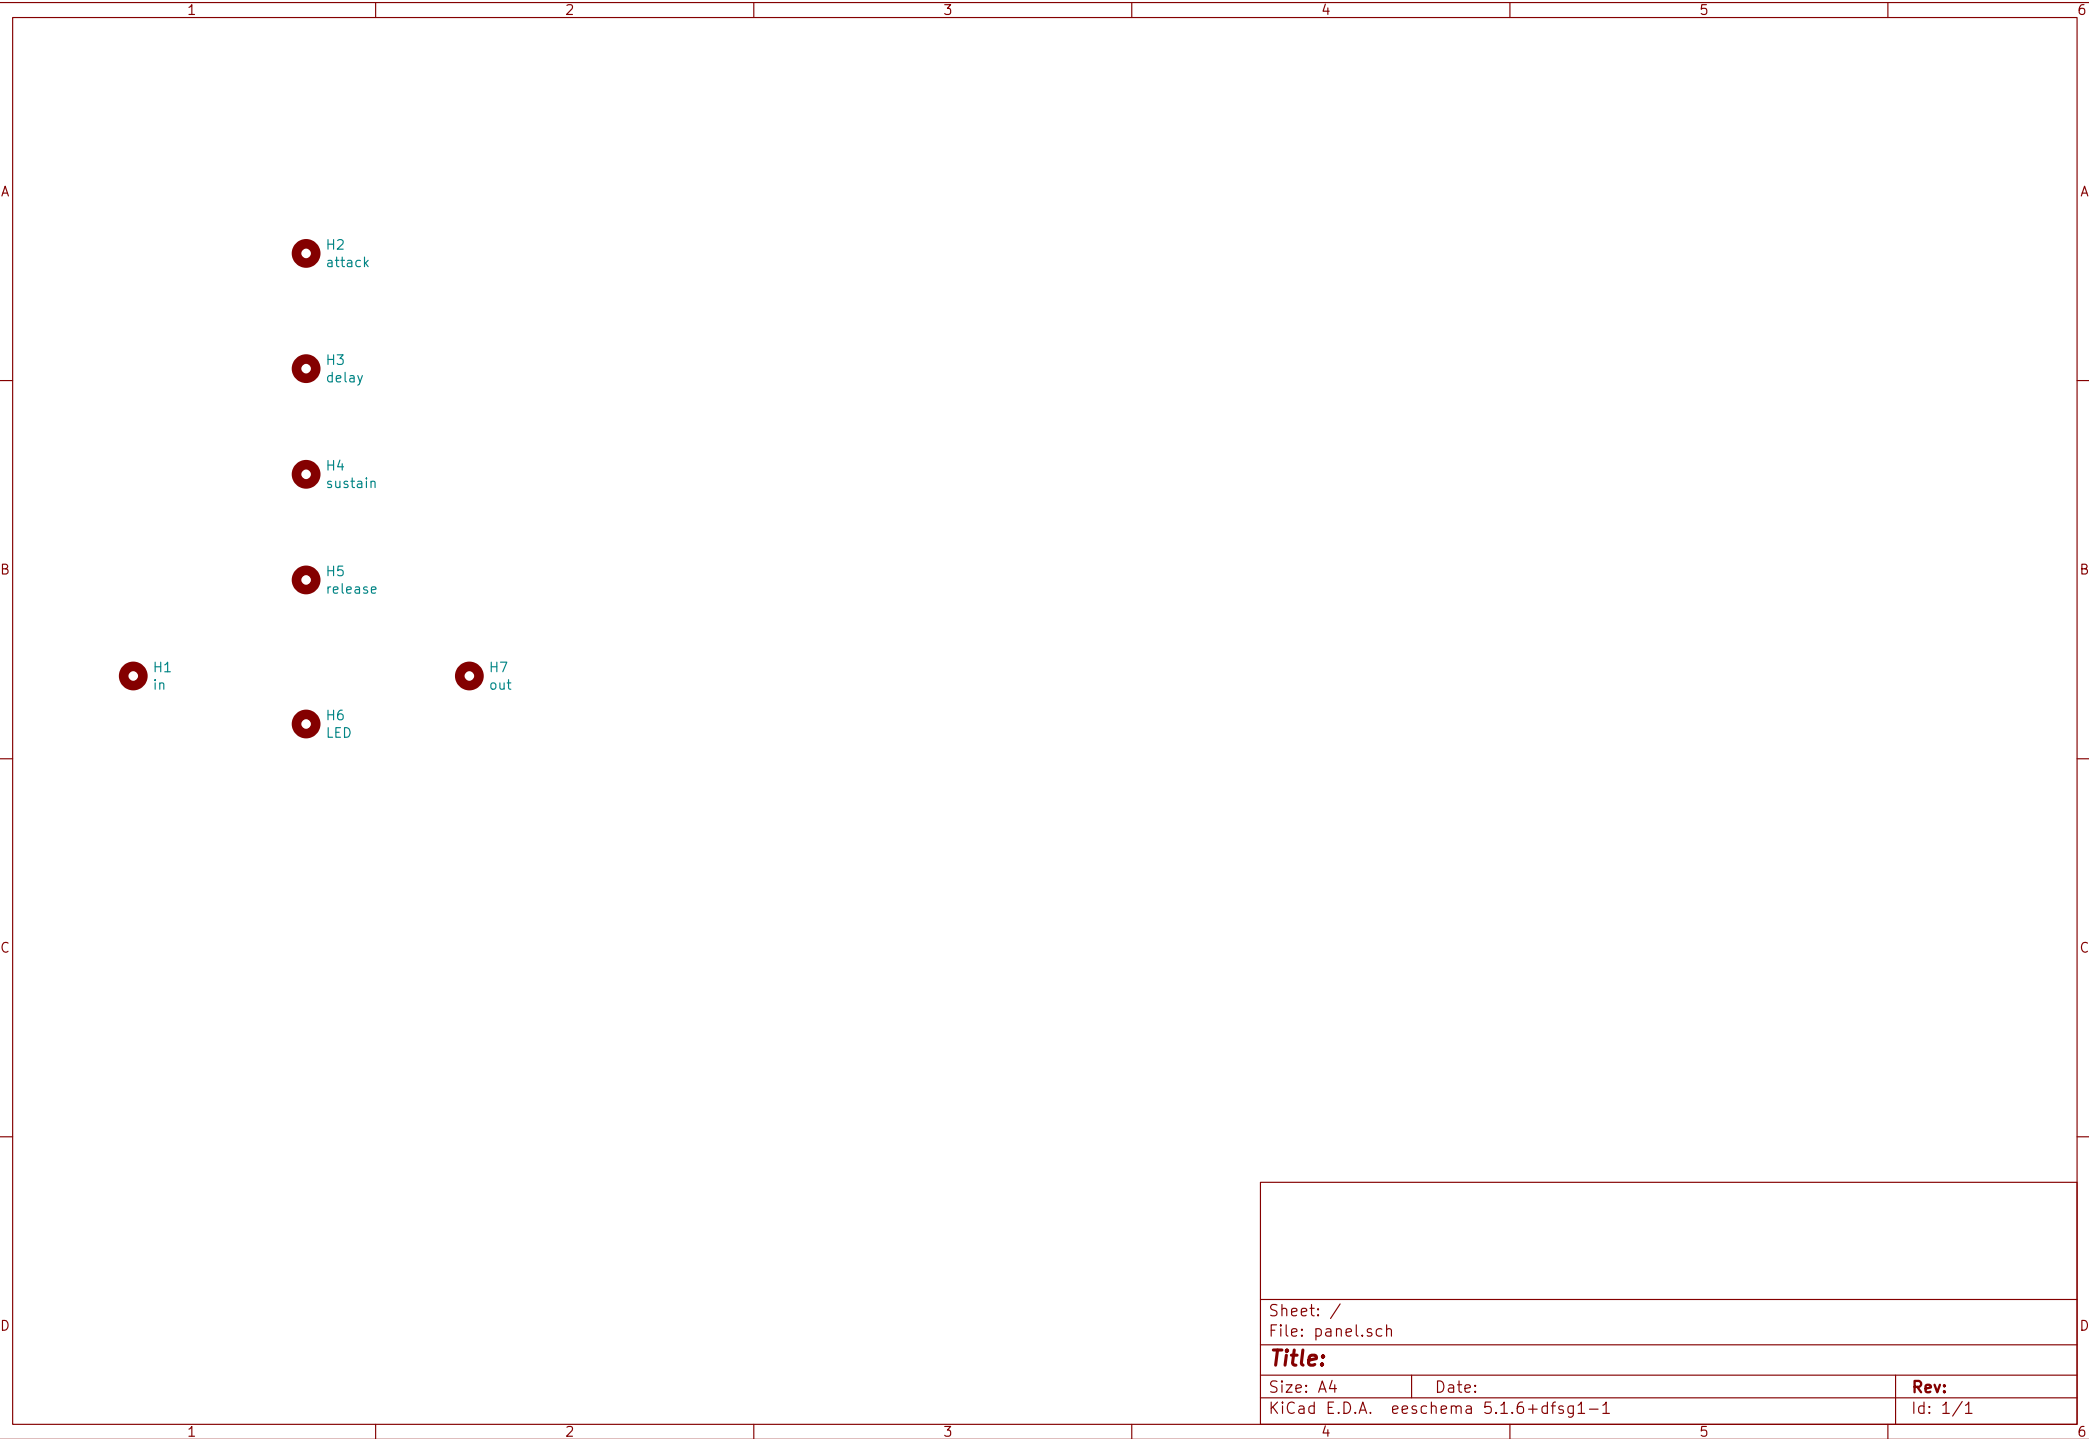 1 2 3 4 5 6
A A
H2
attack
H3
delay
H4
sustain
H5
release
B B
H1
in
H7
out
H6
LED
C C
Sheet: /
File: panel.sch
D D
Title:
Size: A4 Date: Rev:
KiCad E.D.A. eeschema 5.1.6+dfsg1-1 Id: 1/1
1 2 3 4 5 6